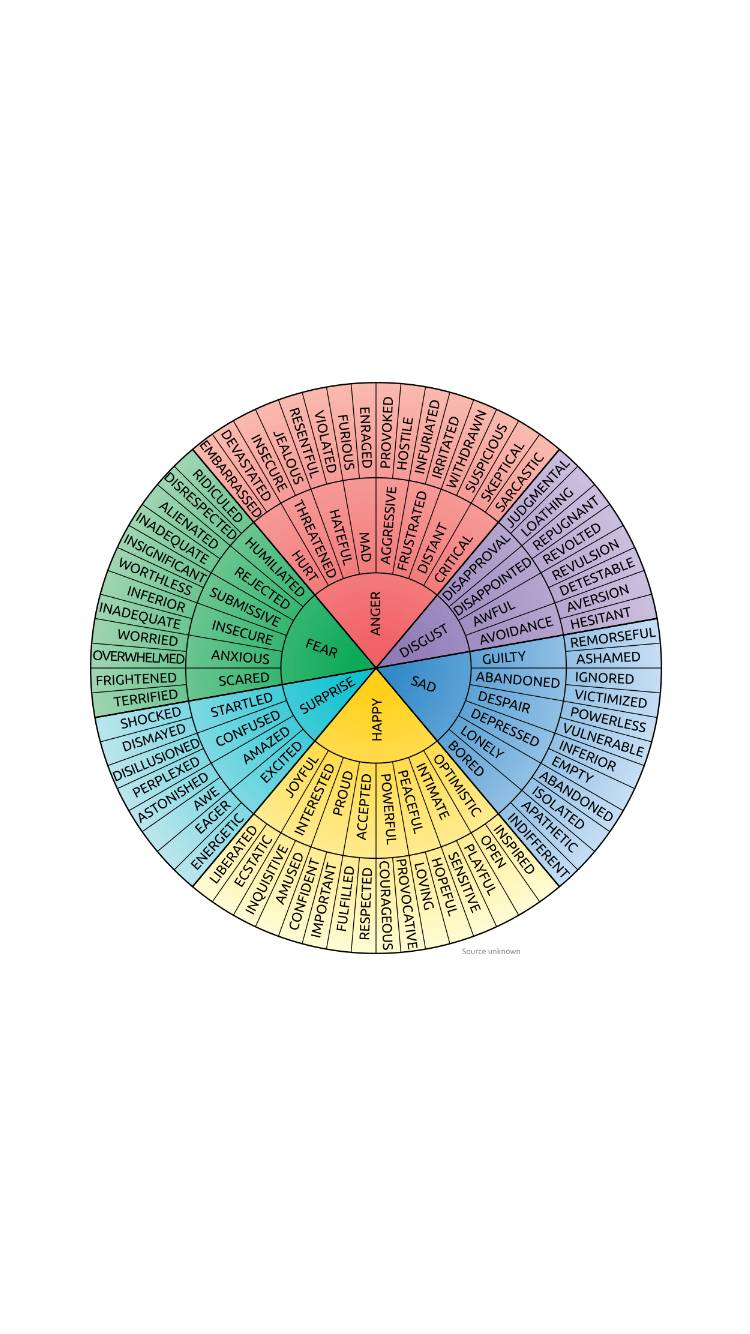 ANGER
HURT
THREATENED
HATEFUL
MAD
AGGRESSIVE
FRUSTRATED
DISTANT
CRITICAL
EMBARRASSED
DEVASTATED
INSECURE
JEALOUS
RESENTFUL
VIOLATED
FURIOUS
ENRAGED
PROVOKED
HOSTILE
INFURIATED
IRRITATED
WITHDRAWN
SUSPICIOUS
SKEPTICAL
SARCASTIC
DISGUST
DISAPPROVAL
DISAPPOINTED
AWFUL
AVOIDANCE
JUDGMENTAL
LOATHING
REPUGNANT
REVOLTED
REVULSION
DETESTABLE
AVERSION
HESITANT
SAD
GUILTY
ABANDONED
DESPAIR
DEPRESSED
LONELY
BORED
REMORSEFUL
ASHAMED
IGNORED
VICTIMIZED
POWERLESS
VULNERABLE
INFERIOR
EMPTY
ABANDONED
ISOLATED
APATHETIC
INDIFFERENT
HAPPY
OPTIMISTIC
INTIMATE
PEACEFUL
POWERFUL
ACCEPTED
PROUD
INTERESTED
JOYFUL
INSPIRED
OPEN
PLAYFUL
SENSITIVE
HOPEFUL
LOVING
PROVOCATIVE
COURAGEOUS
RESPECTED
FULFILLED
IMPORTANT
CONFIDENT
AMUSED
INQUISITIVE
ECSTATIC
LIBERATED
SURPRISE
EXCITED
AMAZED
CONFUSED
STARTLED
ENERGETIC
EAGER
AWE
ASTONISHED
PERPLEXED
DISILLUSIONED
DISMAYED
SHOCKED
FEAR
SCARED
ANXIOUS
INSECURE
SUBMISSIVE
REJECTED
HUMILIATED
TERRIFIED
FRIGHTENED
OVERWHELMED
WORRIED
INADEQUATE
INFERIOR
WORTHLESS
INSIGNIFICANT
INADEQUATE
ALIENATED
DISRESPECTED
RIDICULED
Source unknown